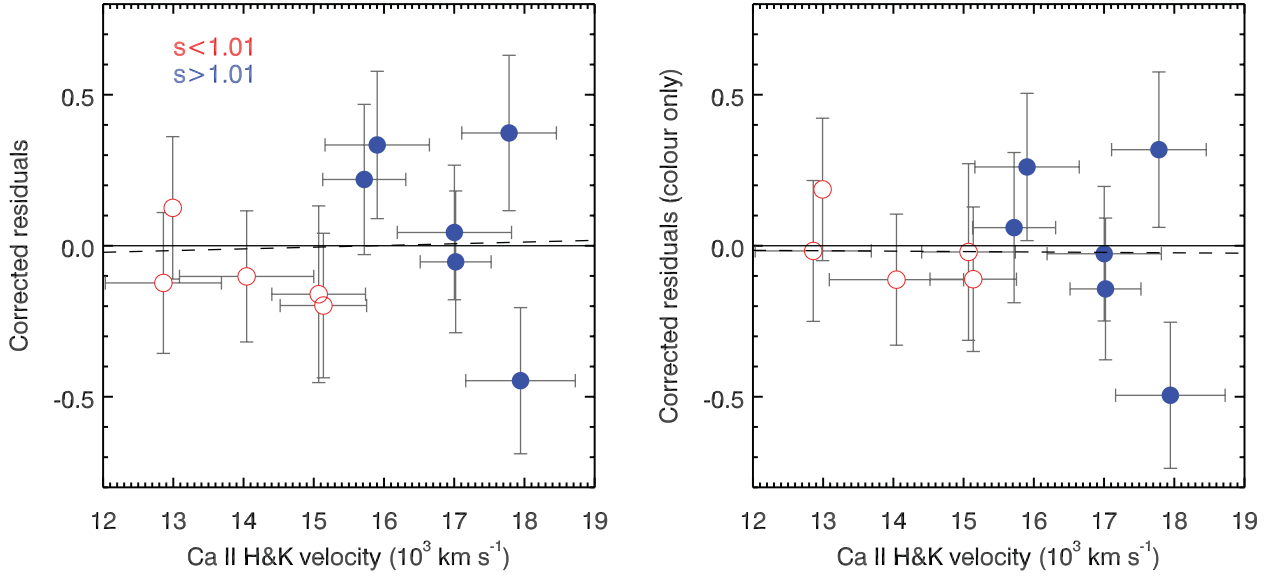 s<1.01
s>1.01
Corrected residuals
0.5
0.0
-0.5
12 13 14 15 16 17 18 19
Ca II H&K velocity (10³ km s⁻¹)
Corrected residuals (colour only)
0.5
0.0
-0.5
12 13 14 15 16 17 18 19
Ca II H&K velocity (10³ km s⁻¹)